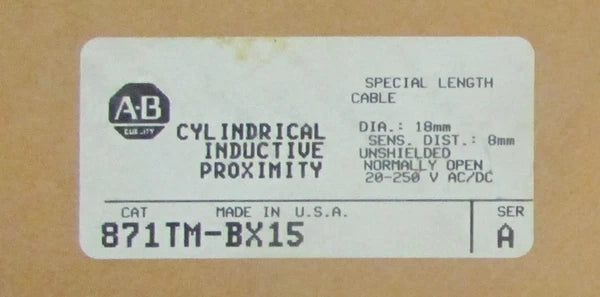 A-B
QUALITY
CYLINDRICAL
INDUCTIVE
PROXIMITY
SPECIAL LENGTH
CABLE
DIA.: 18mm
SENS. DIST.: 8mm
UNSHIELDED
NORMALLY OPEN
20-250 V AC/DC
CAT MADE IN U.S.A. SER
871TM-BX15 A